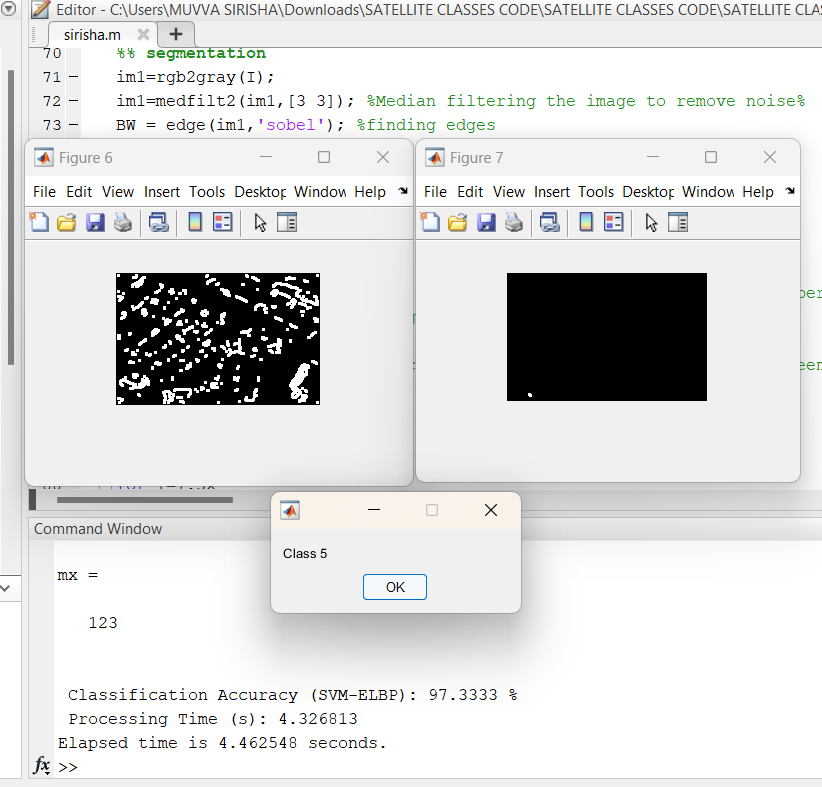 Editor - C:\Users\MUVVA SIRISHA\Downloads\SATELLITE CLASSES CODE\SATELLITE CLASSES CODE\SATELLITE CLA
sirisha.m
70 %% segmentation
71 – im1=rgb2gray(I);
72 – im1=medfilt2(im1,[3 3]); %Median filtering the image to remove noise%
73 – BW = edge(im1,'sobel'); %finding edges
Figure 6
File Edit View Insert Tools Desktop Window Help
Figure 7
File Edit View Insert Tools Desktop Window Help
Class 5
OK
Command Window
mx =
123
Classification Accuracy (SVM-ELBP): 97.3333 %
Processing Time (s): 4.326813
Elapsed time is 4.462548 seconds.
fx >>